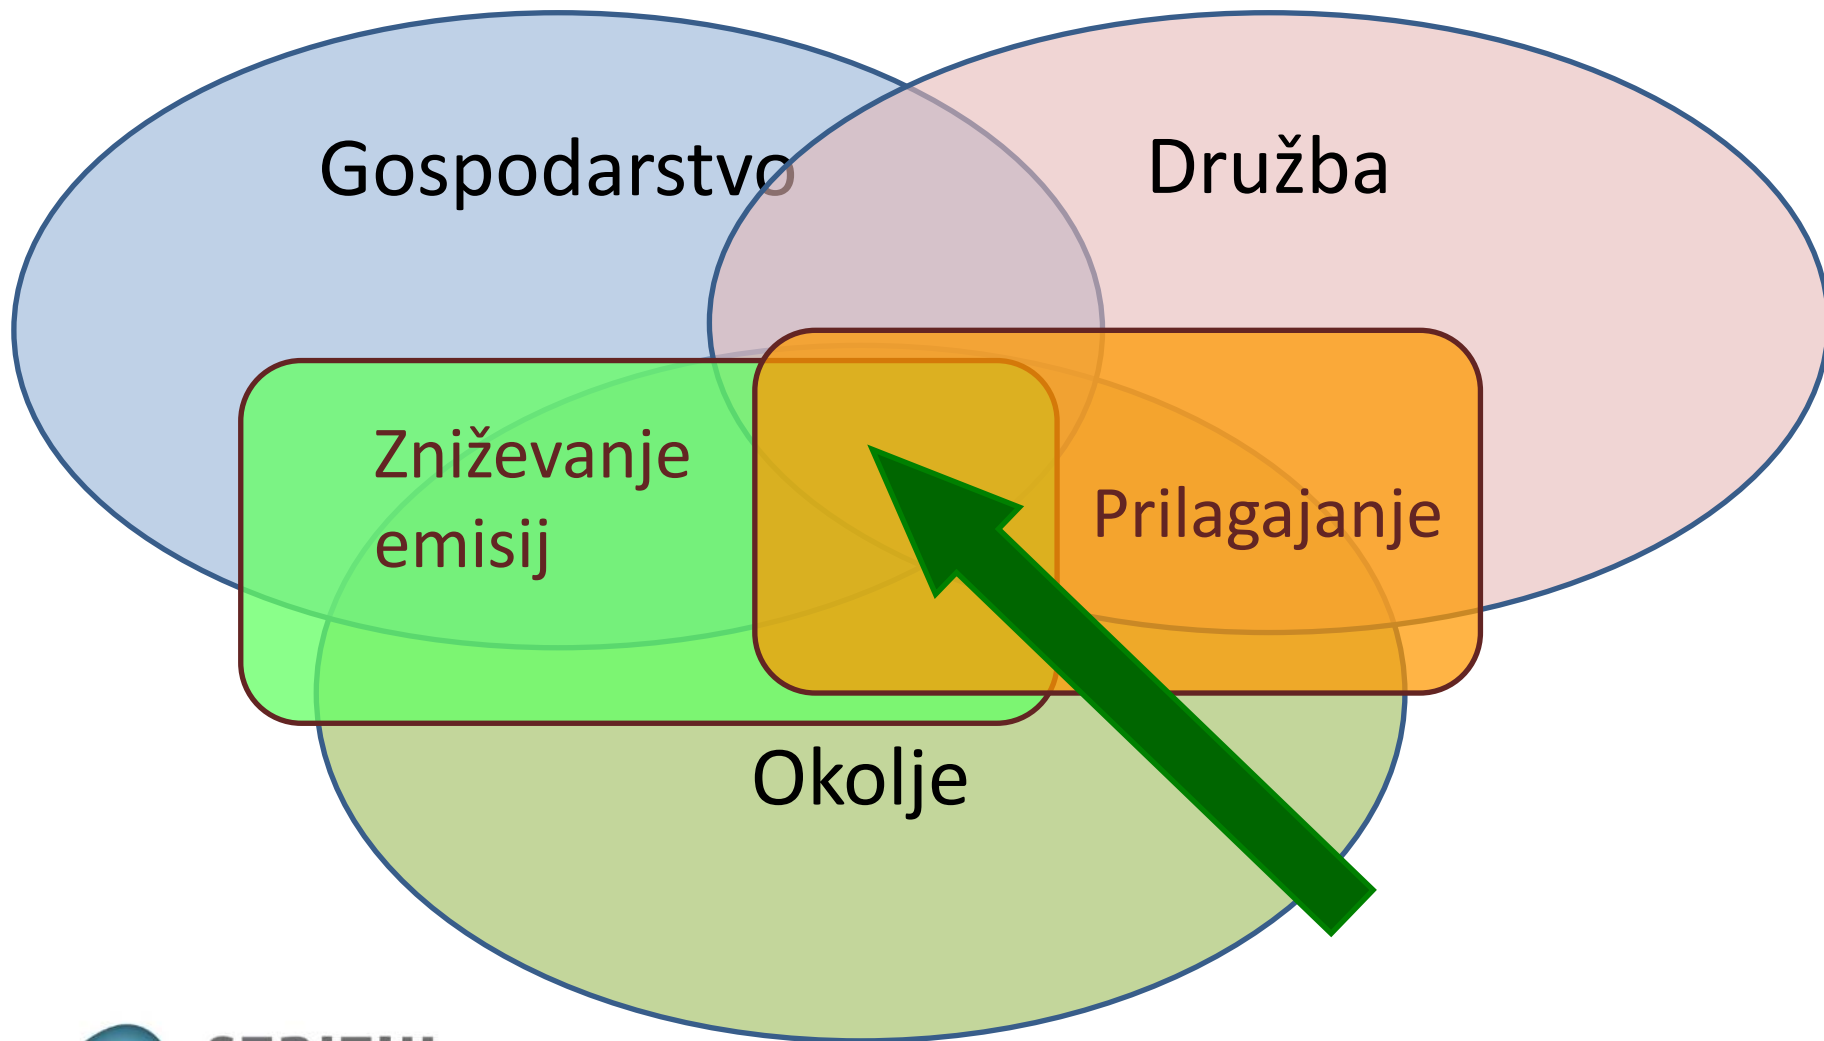 Gospodarstvo
Družba
Zniževanje
emisij
Prilagajanje
Okolje